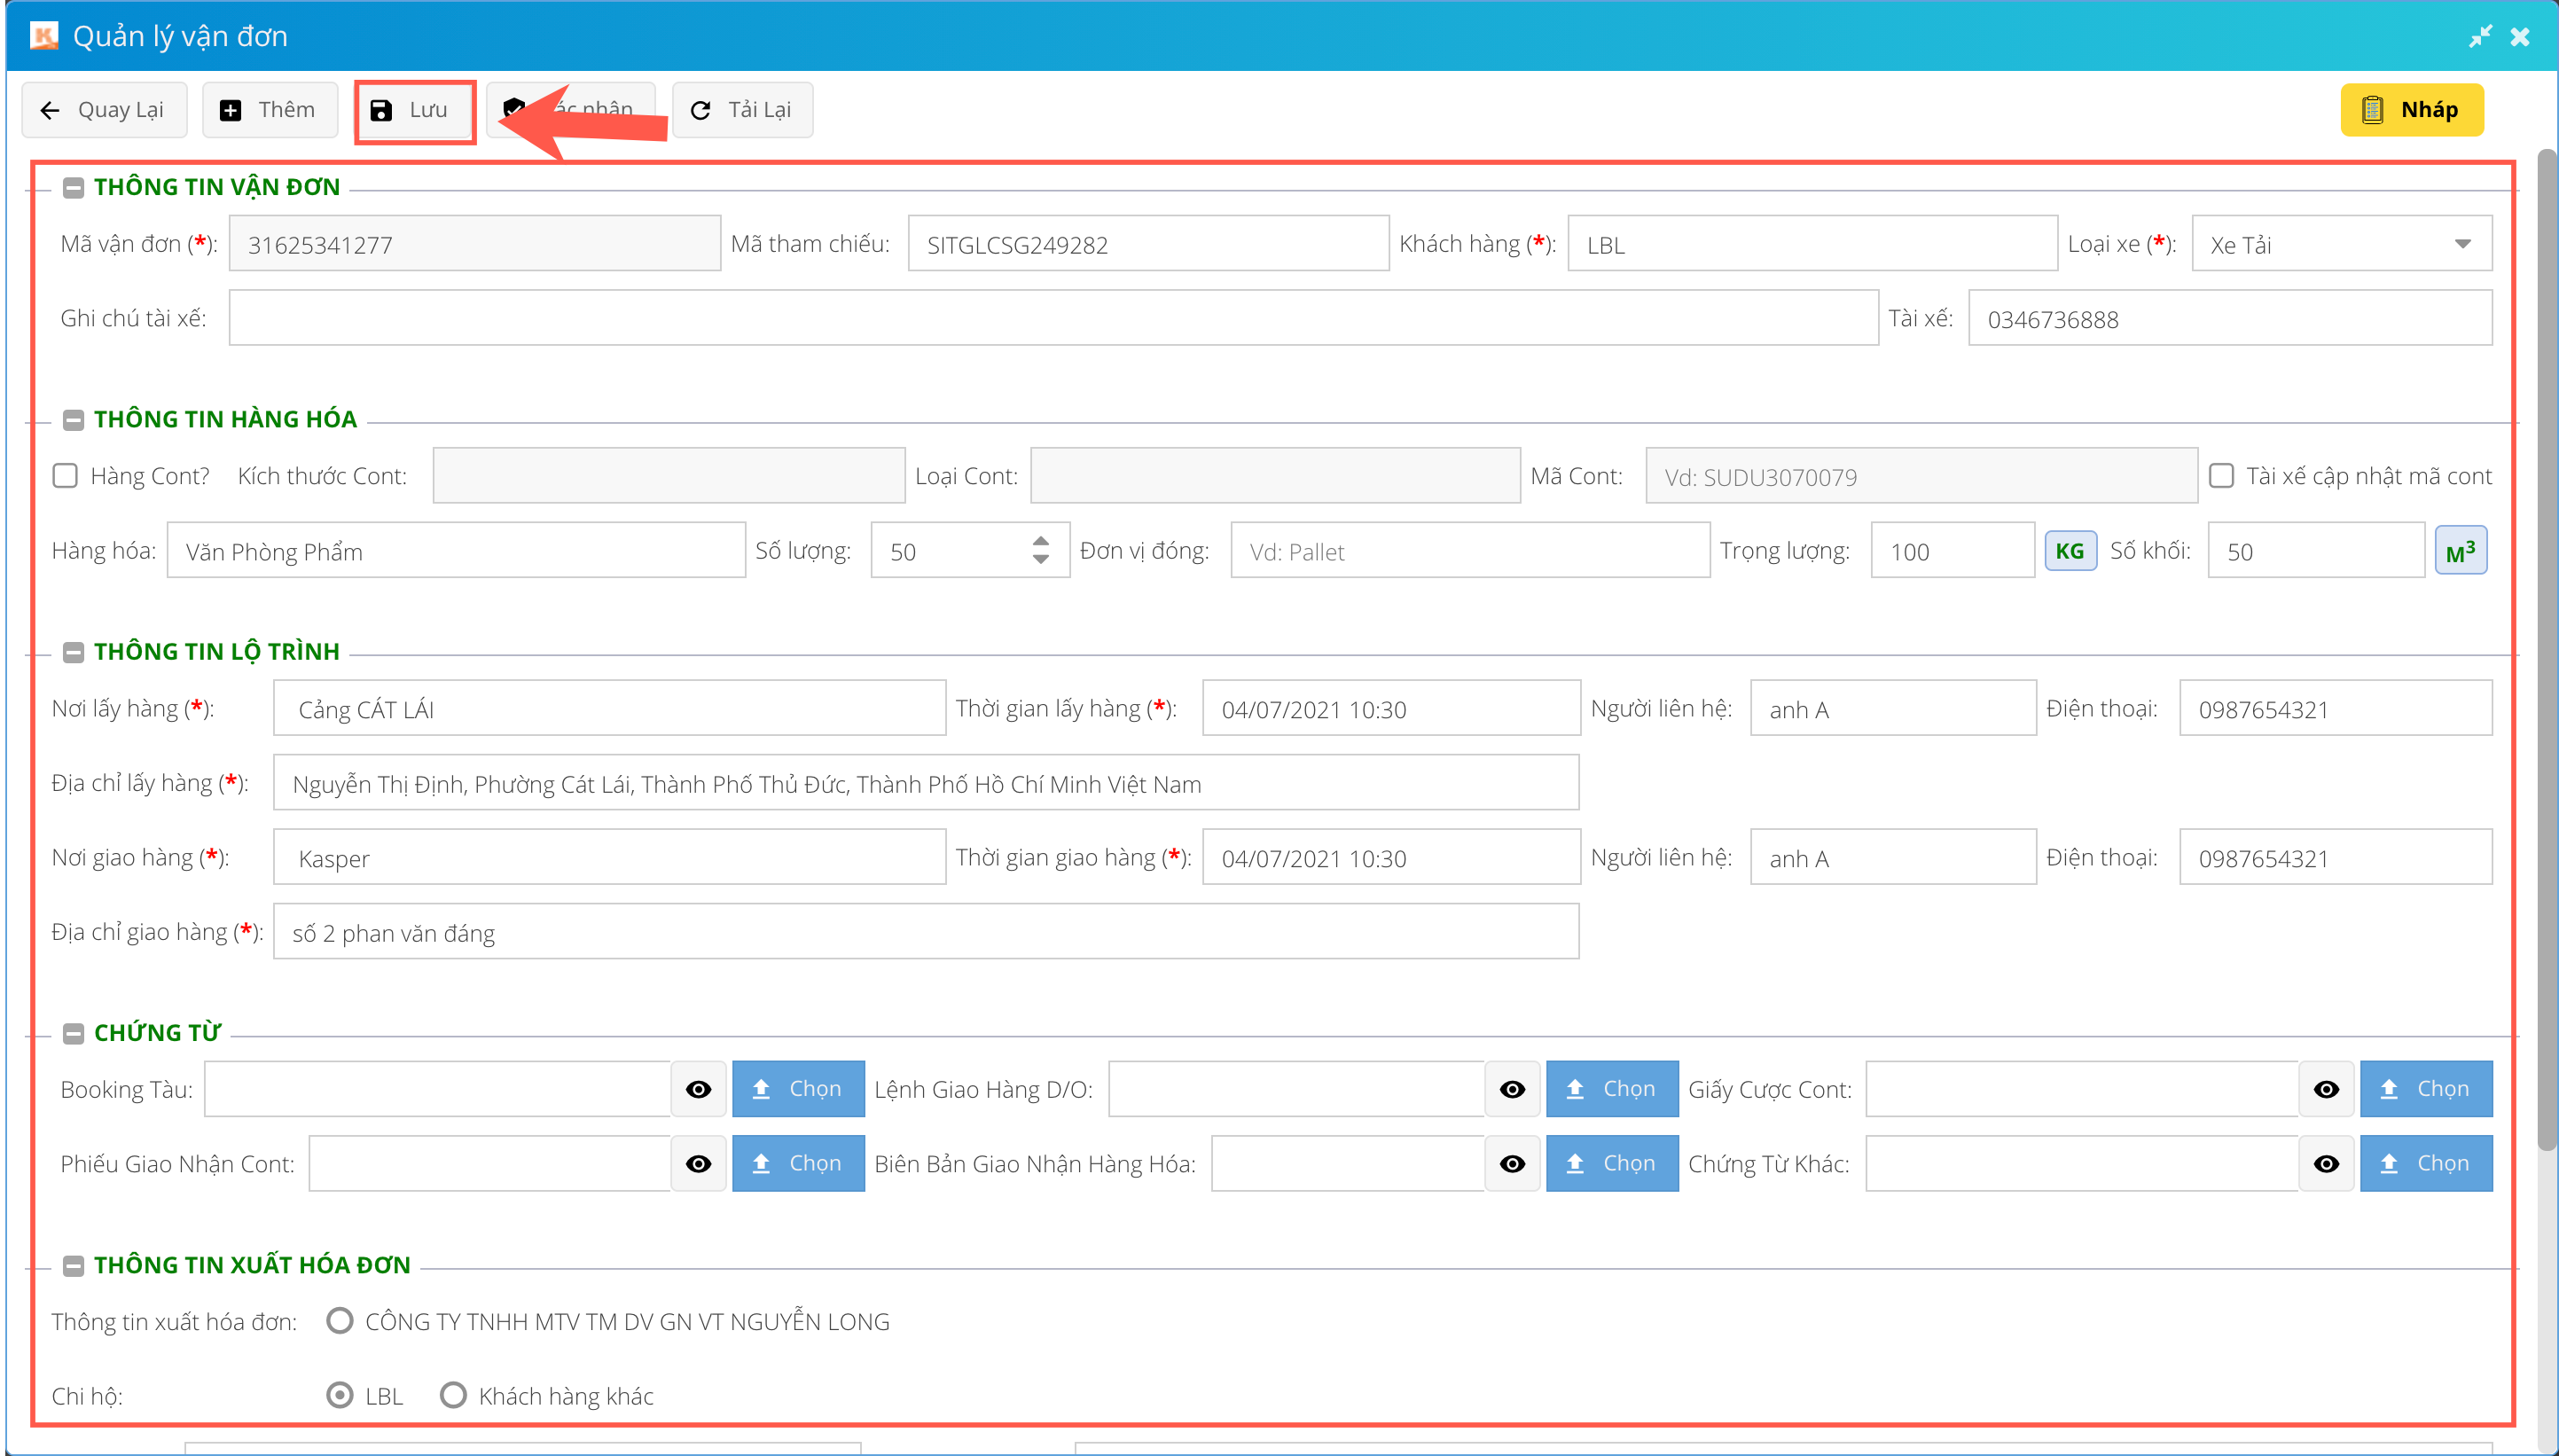 Quản lý vận đơn
Quay Lại Thêm Lưu nhận Tải Lại Nháp
THÔNG TIN VẬN ĐƠN
Mã vận đơn (*): 31625341277 Mã tham chiếu: SITGLCSG249282 Khách hàng (*): LBL Loại xe (*): Xe Tải
Ghi chú tài xế: Tài xế: 0346736888
THÔNG TIN HÀNG HÓA
Hàng Cont? Kích thước Cont: Loại Cont: Mã Cont: Vd: SUDU3070079 Tài xế cập nhật mã cont
Hàng hóa: Văn Phòng Phẩm Số lượng: 50 Đơn vị đóng: Vd: Pallet Trọng lượng: 100 KG Số khối: 50 M³
THÔNG TIN LỘ TRÌNH
Nơi lấy hàng (*): Cảng CÁT LÁI Thời gian lấy hàng (*): 04/07/2021 10:30 Người liên hệ: anh A Điện thoại: 0987654321
Địa chỉ lấy hàng (*): Nguyễn Thị Định, Phường Cát Lái, Thành Phố Thủ Đức, Thành Phố Hồ Chí Minh Việt Nam
Nơi giao hàng (*): Kasper Thời gian giao hàng (*): 04/07/2021 10:30 Người liên hệ: anh A Điện thoại: 0987654321
Địa chỉ giao hàng (*): số 2 phan văn đáng
CHỨNG TỪ
Booking Tàu: Chọn Lệnh Giao Hàng D/O: Chọn Giấy Cược Cont: Chọn
Phiếu Giao Nhận Cont: Chọn Biên Bản Giao Nhận Hàng Hóa: Chọn Chứng Từ Khác: Chọn
THÔNG TIN XUẤT HÓA ĐƠN
Thông tin xuất hóa đơn: CÔNG TY TNHH MTV TM DV GN VT NGUYỄN LONG
Chi hộ: LBL Khách hàng khác